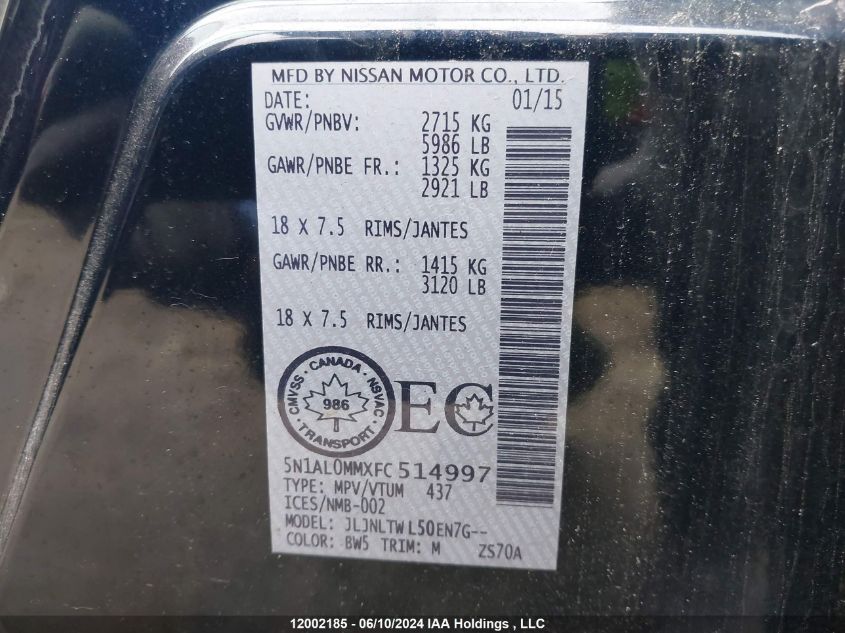 MFD BY NISSAN MOTOR CO., LTD.
DATE: 01/15
GVWR/PNBV: 2715 KG
5986 LB
GAWR/PNBE FR.: 1325 KG
2921 LB
18 X 7.5 RIMS/JANTES
GAWR/PNBE RR.: 1415 KG
3120 LB
18 X 7.5 RIMS/JANTES
CANADA
CMVSS NSVAC
986
TRANSPORT
EC
5N1AL0MMXFC514997
TYPE: MPV/VTUM 437
ICES/NMB-002
MODEL: JLJNLTWL50EN7G--
COLOR: BW5 TRIM: M ZS70A
12002185 - 06/10/2024 IAA Holdings, LLC